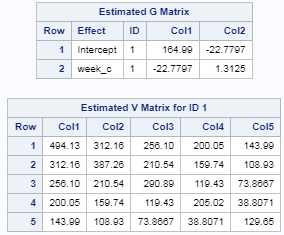 Estimated G Matrix
Row Effect ID Col1 Col2
1 Intercept 1 164.99 -22.7797
2 week_c 1 -22.7797 1.3125
Estimated V Matrix for ID 1
Row Col1 Col2 Col3 Col4 Col5
1 494.13 312.16 256.10 200.05 143.99
2 312.16 387.26 210.54 159.74 108.93
3 256.10 210.54 290.89 119.43 73.8667
4 200.05 159.74 119.43 205.02 38.8071
5 143.99 108.93 73.8667 38.8071 129.65